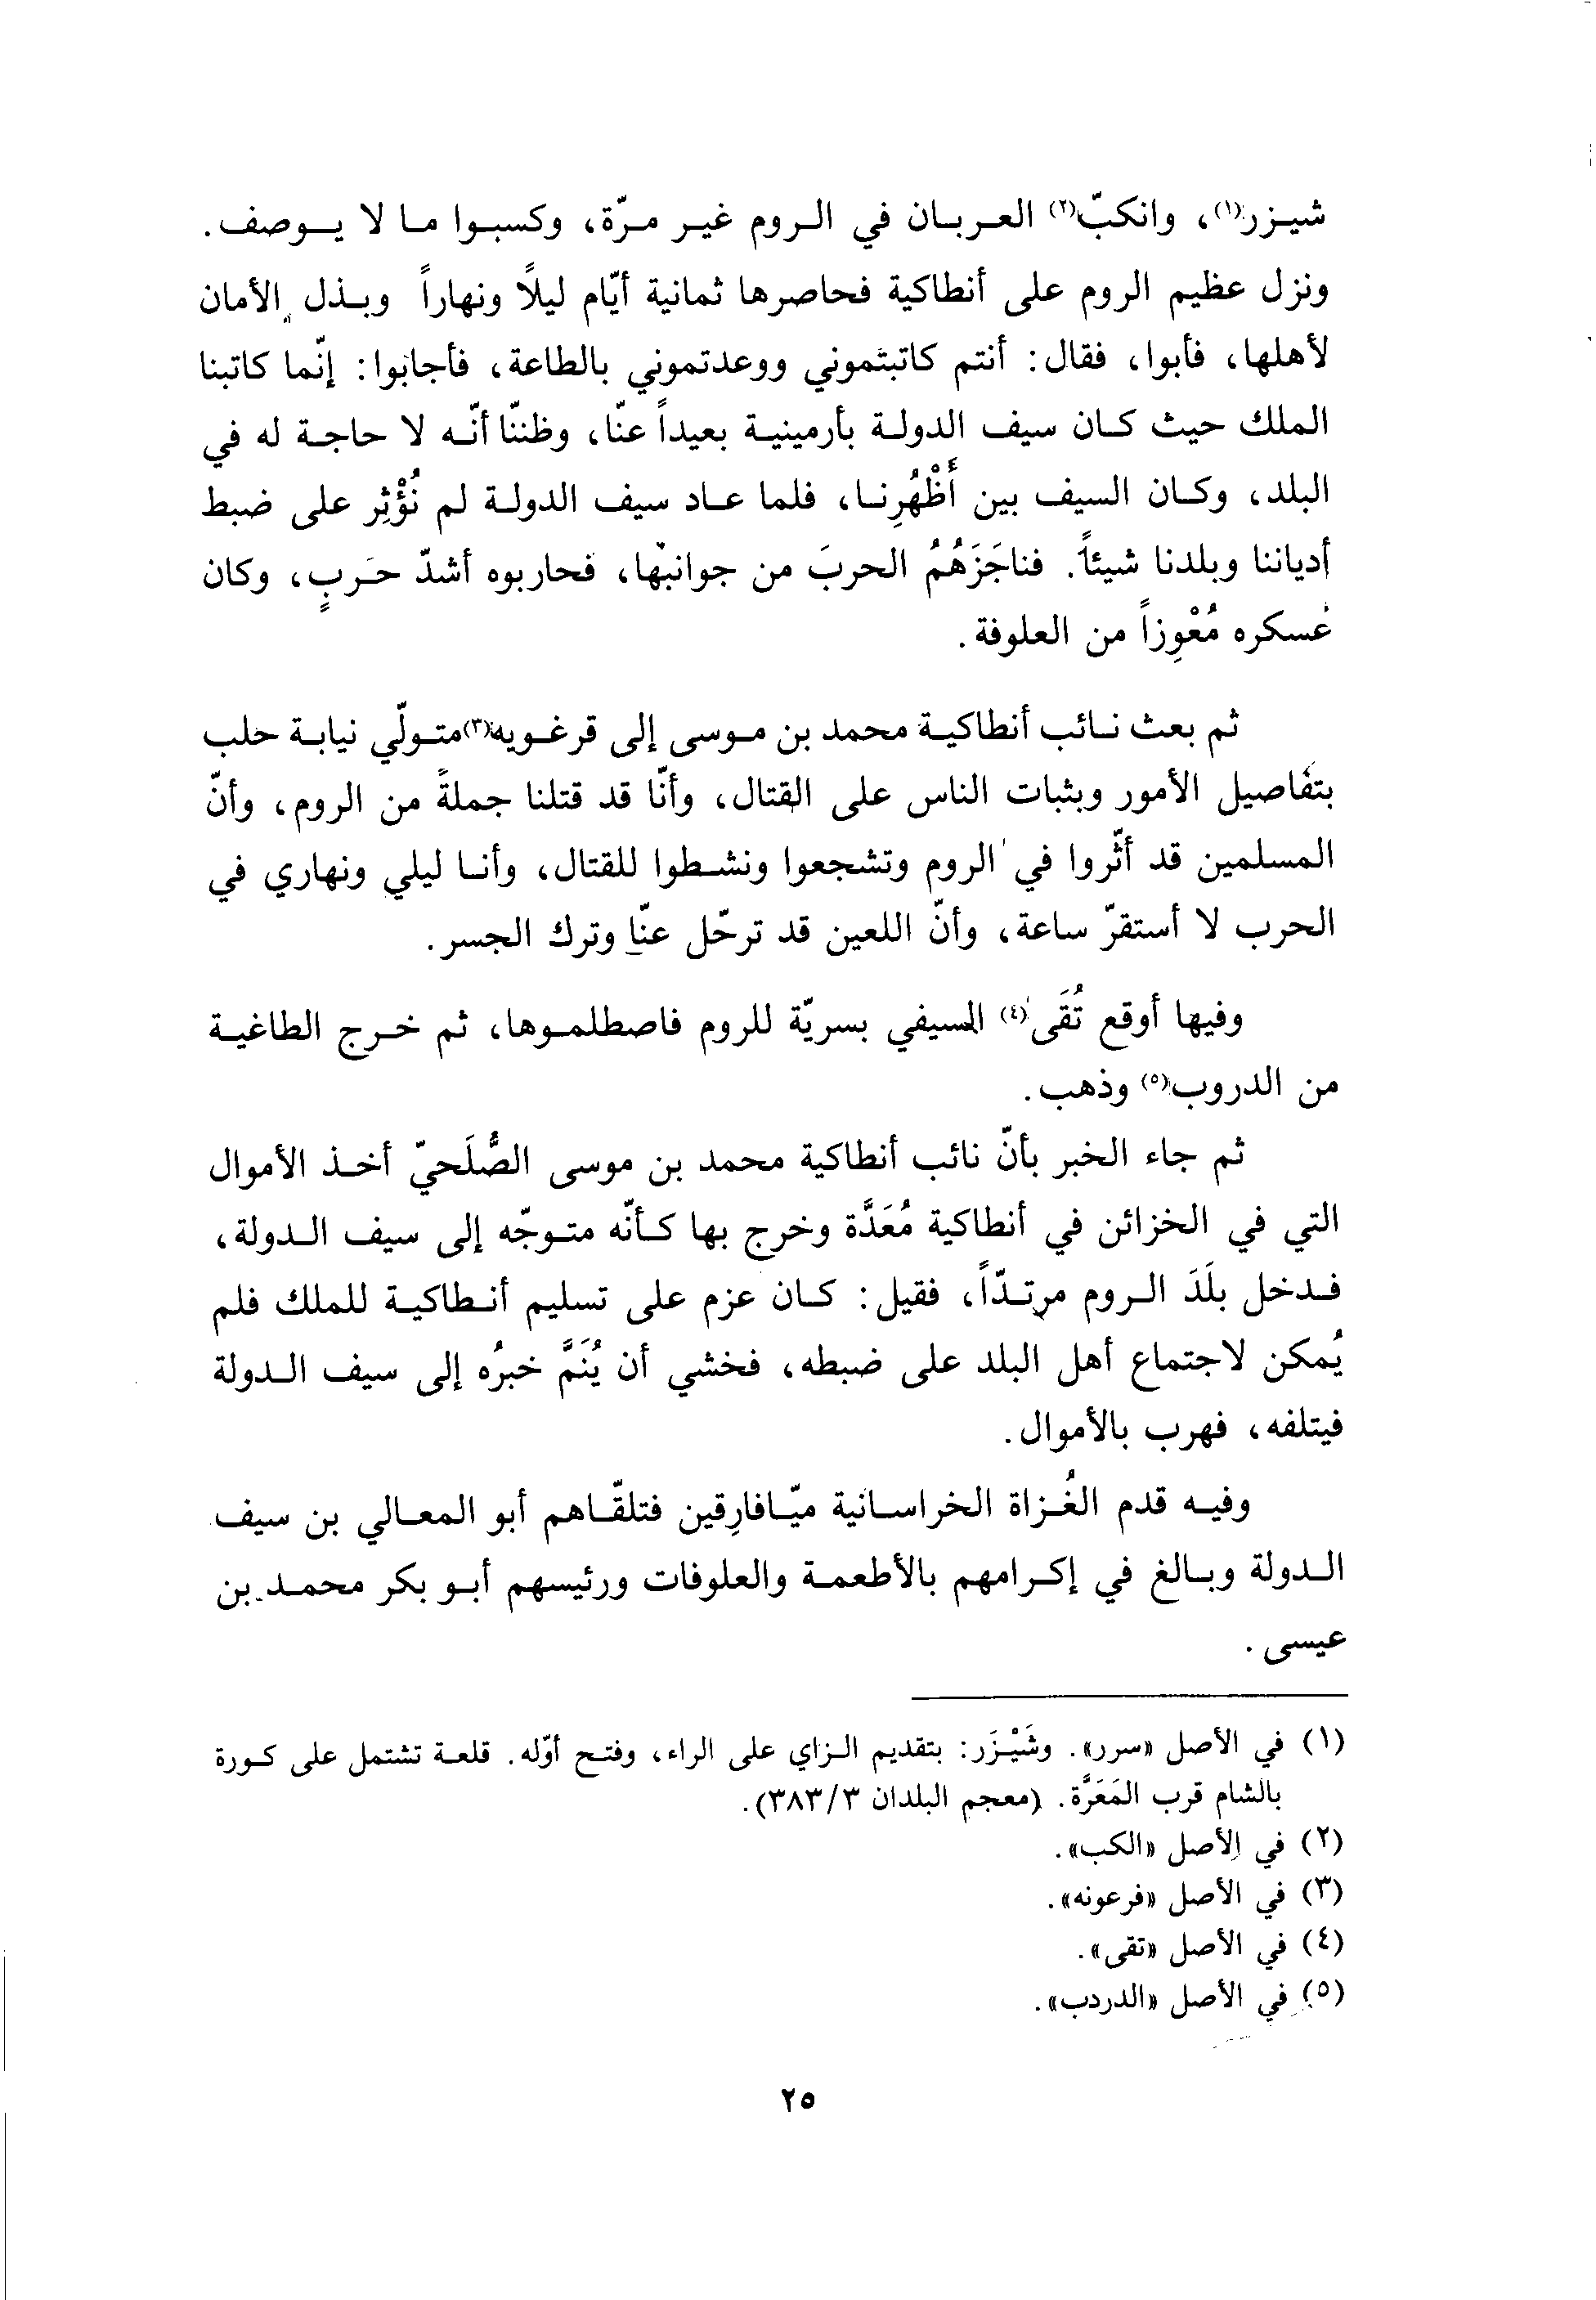 شيزر(١)، وانكبّ(٢) العربان في الروم غير مرّة، وكسبوا ما لا يوصف.
ونزل عظيم الروم على أنطاكية فحاصرها ثمانية أيّام ليلاً ونهاراً وبذل الأمان
لأهلها، فأبوا، فقال: أنتم كاتبتموني ووعدتموني بالطاعة، فأجابوا: إنّما كاتبنا
الملك حيث كان سيف الدولة بأرمينية بعيداً عنّا، وظننّا أنّه لا حاجة له في
البلد، وكان السيف بين أَظْهُرِنا، فلما عاد سيف الدولة لم نُؤْثِر على ضبط
أدياننا وبلدنا شيئاً. فناجَزَهُمُ الحربَ من جوانبها، فحاربوه أشدّ حَربٍ، وكان
عسكره مُعْوِزاً من العلوفة.
ثم بعث نائب أنطاكية محمد بن موسى إلى قرغويه(٣) متولّي نيابة حلب
بتفاصيل الأمور وبثبات الناس على القتال، وأنّا قد قتلنا جملةً من الروم، وأنّ
المسلمين قد أثّروا في الروم وتشجعوا ونشطوا للقتال، وأنا ليلي ونهاري في
الحرب لا أستقرّ ساعة، وأنّ اللعين قد ترحّل عنّا وترك الجسر.
وفيها أوقع تُقَى(٤) السيفي بسريّة للروم فاصطلموها، ثم خرج الطاغية
من الدروب(٥) وذهب.
ثم جاء الخبر بأنّ نائب أنطاكية محمد بن موسى الصُّلَحيّ أخذ الأموال
التي في الخزائن في أنطاكية مُعَدَّة وخرج بها كأنّه متوجّه إلى سيف الدولة،
فدخل بلَدَ الروم مرتدّاً، فقيل: كان عزم على تسليم أنطاكية للملك فلم
يُمكن لاجتماع أهل البلد على ضبطه، فخشي أن يُنَمَّ خبرُه إلى سيف الدولة
فيتلفه، فهرب بالأموال.
وفيه قدم الغُزاة الخراسانية ميّافارِقين فتلقّاهم أبو المعالي بن سيف
الدولة وبالغ في إكرامهم بالأطعمة والعلوفات ورئيسهم أبو بكر محمد بن
عيسى.
(١) في الأصل «سرر». وشَيْزَر: بتقديم الزاي على الراء، وفتح أوّله. قلعة تشتمل على كورة
بالشام قرب المَعَرَّة. (معجم البلدان ٣٨٣/٣).
(٢) في الأصل «الكب».
(٣) في الأصل «فرعونه».
(٤) في الأصل «تقى».
(٥) في الأصل «الدردب».
٢٥